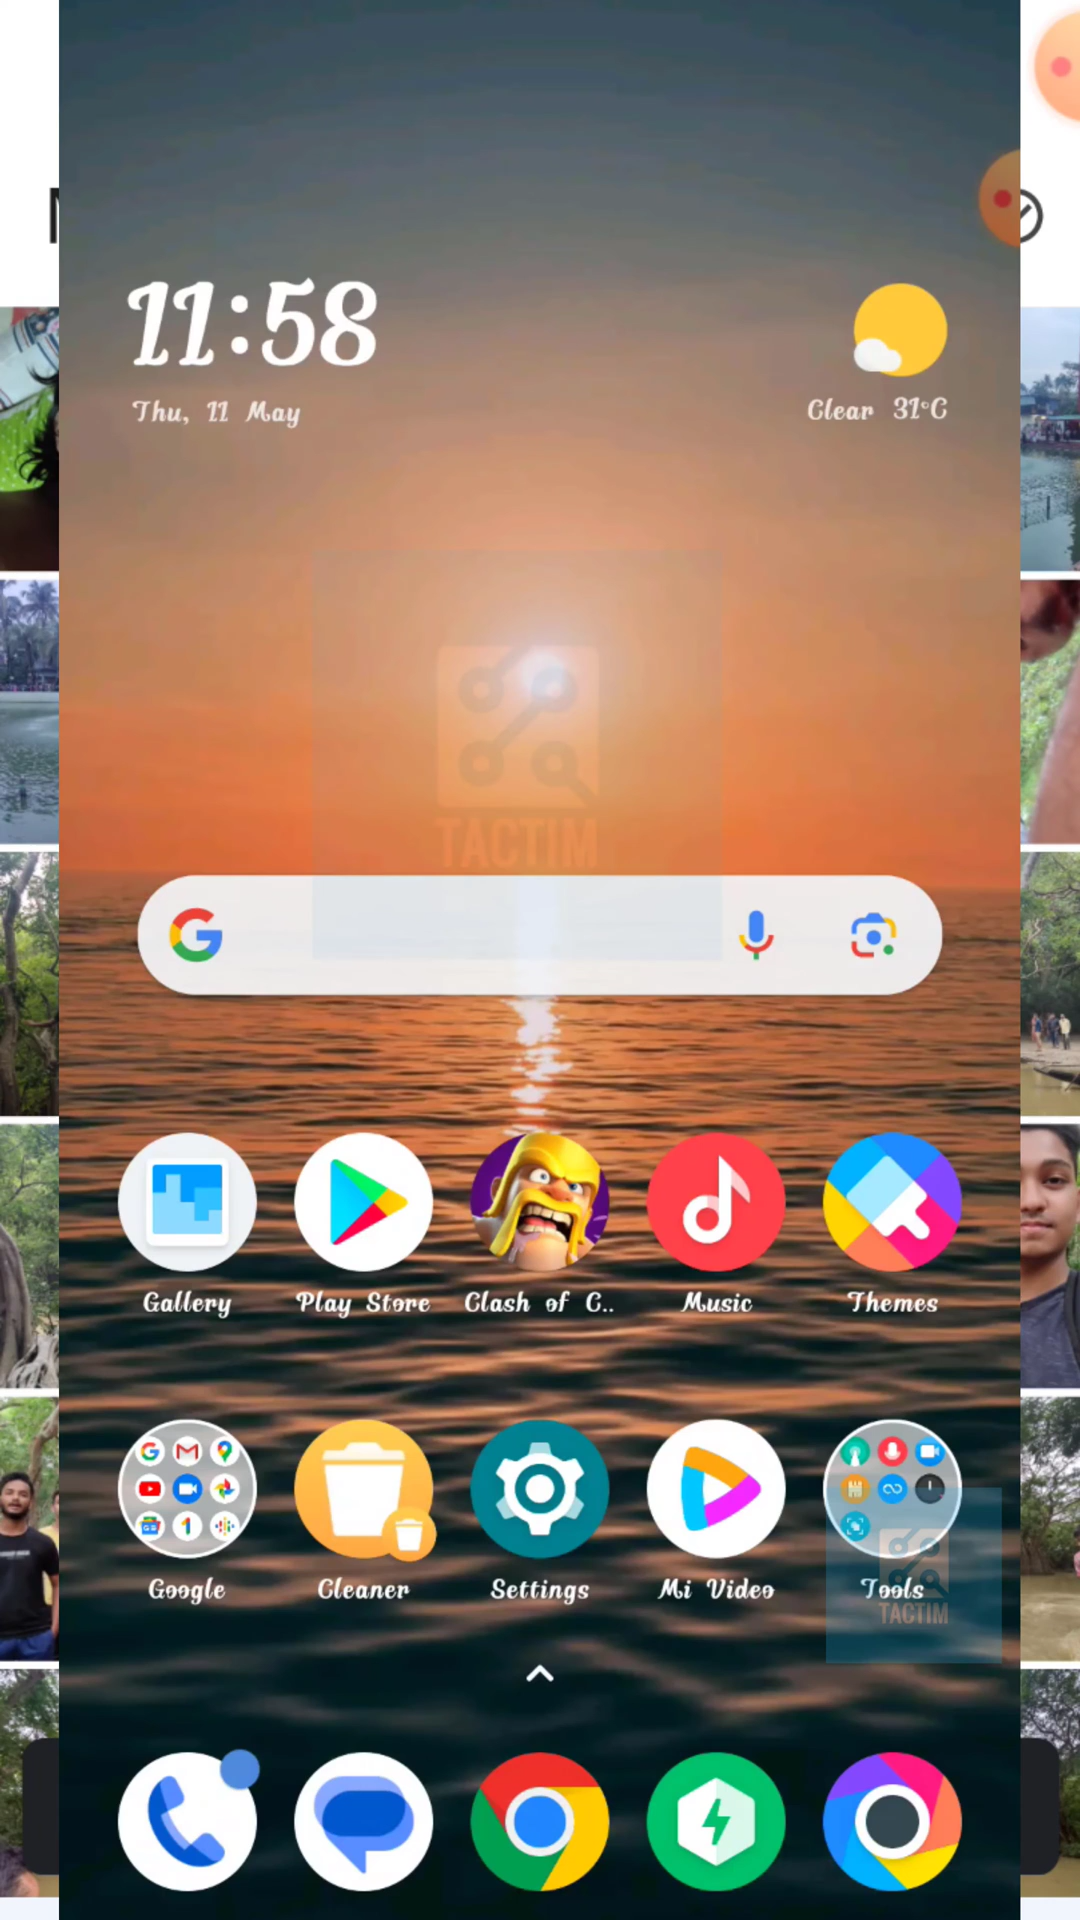 11:58
Thu, 11 May
Clear 31°C
TACTIM
Gallery
Play Store
Clash of C..
Music
Themes
Google
Cleaner
Settings
Mi Video
Tools
TACTIM